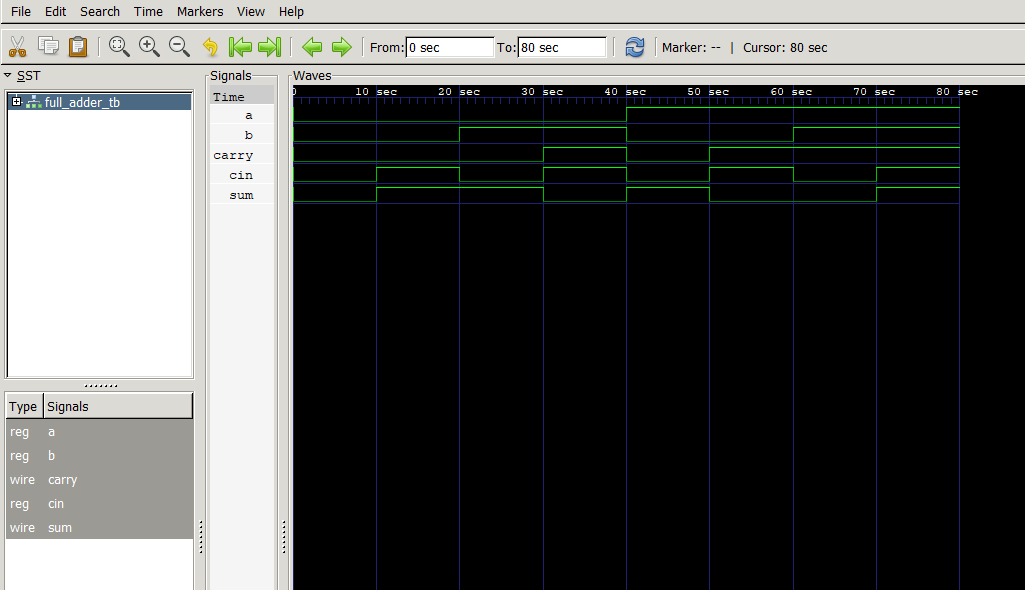 File Edit Search Time Markers View Help
From: 0 sec To: 80 sec Marker: -- | Cursor: 80 sec
SST
full_adder_tb
Type Signals
reg a
reg b
wire carry
reg cin
wire sum
Signals
Time
a
b
carry
cin
sum
Waves
0 10 sec 20 sec 30 sec 40 sec 50 sec 60 sec 70 sec 80 sec